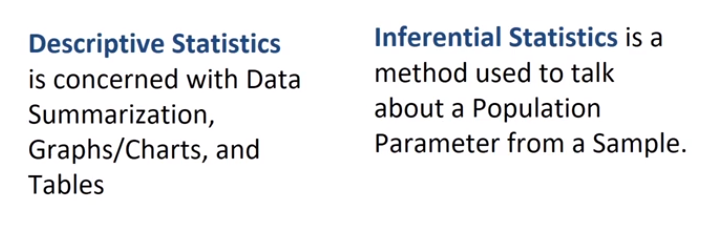 Descriptive Statistics
is concerned with Data
Summarization,
Graphs/Charts, and
Tables
Inferential Statistics is a
method used to talk
about a Population
Parameter from a Sample.